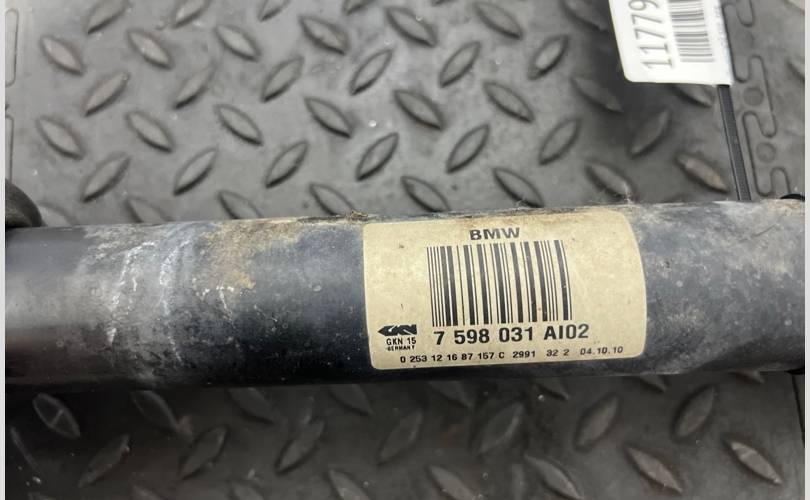 11779
BMW
GKN
7 598 031 AI02
GKN 15
GERMANY
0 253 12 16 87 157 C 2991 32 2 04.10.10